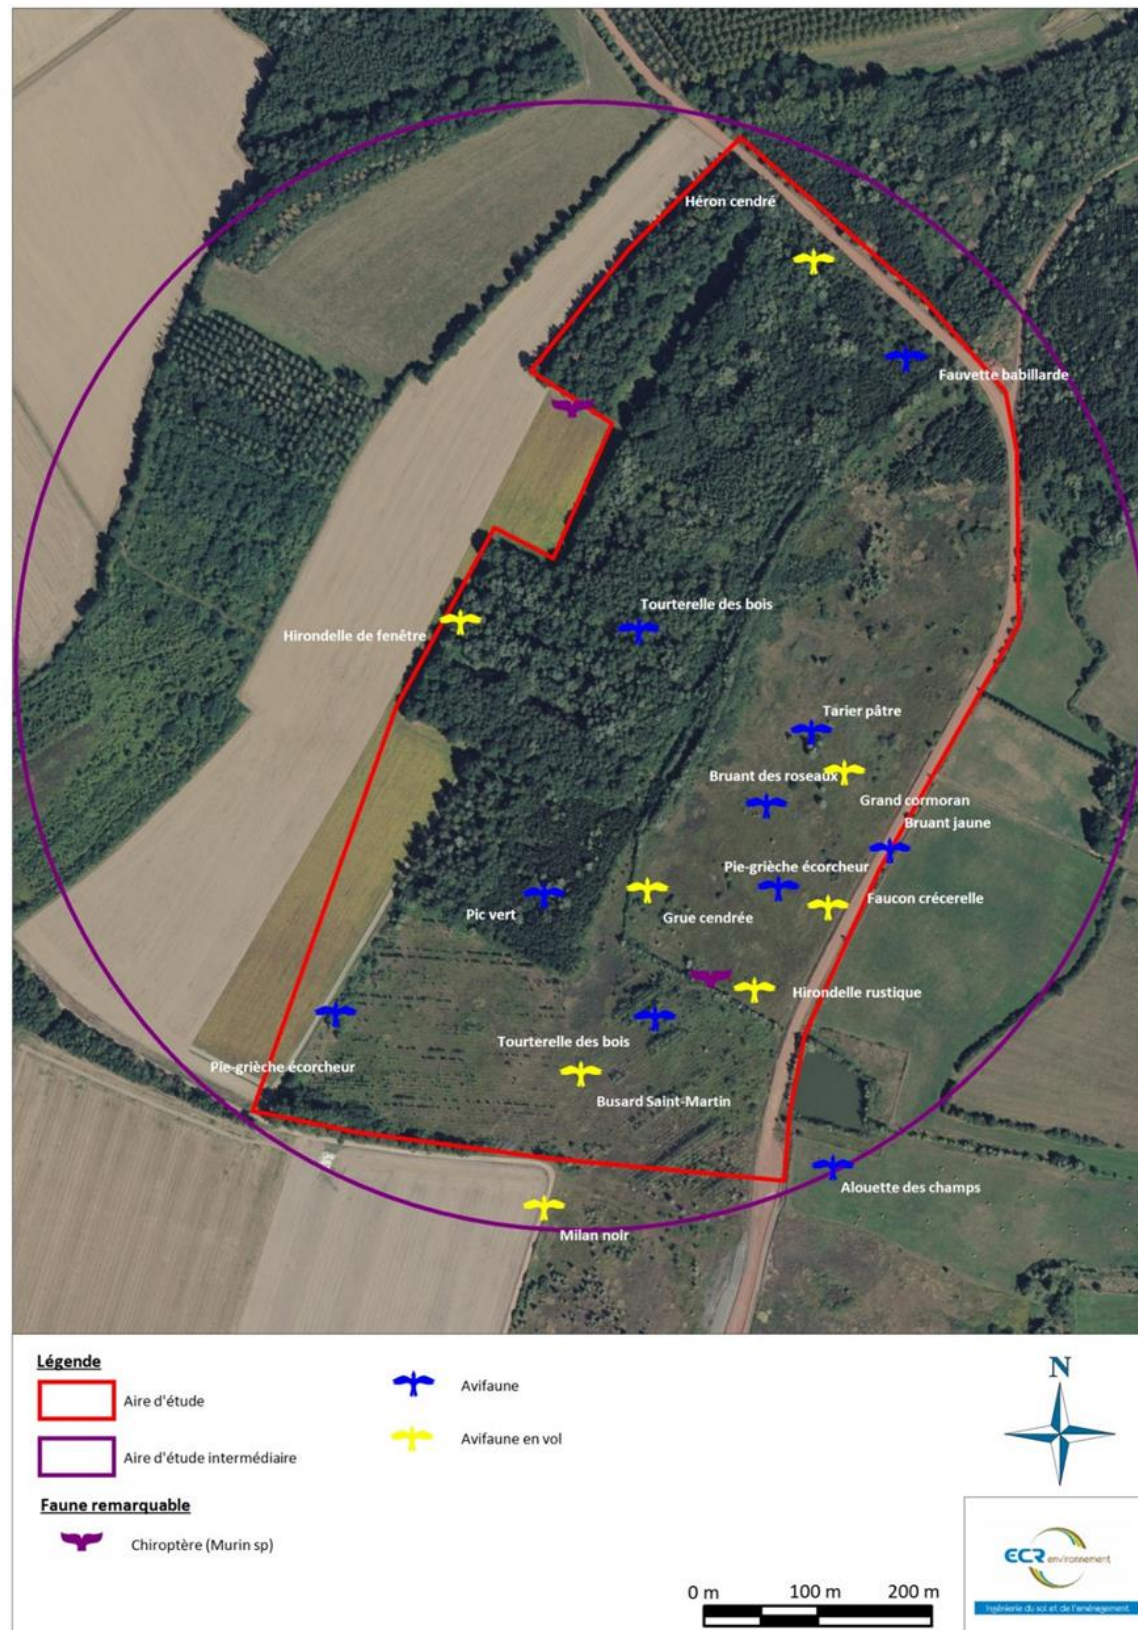 Héron cendré
Fauvette babillarde
Tourterelle des bois
Hirondelle de fenêtre
Tarier pâtre
Bruant des roseaux
Grand cormoran
Bruant jaune
Pie-grièche écorcheur
Faucon crécerelle
Pic vert
Grue cendrée
Hirondelle rustique
Tourterelle des bois
Pie-grièche écorcheur
Busard Saint-Martin
Alouette des champs
Milan noir
Légende
Aire d'étude
Aire d'étude intermédiaire
Faune remarquable
Chiroptère (Murin sp)
Avifaune
Avifaune en vol
N
0 m 100 m 200 m
ECR environnement
Ingénierie du sol et de l'aménagement